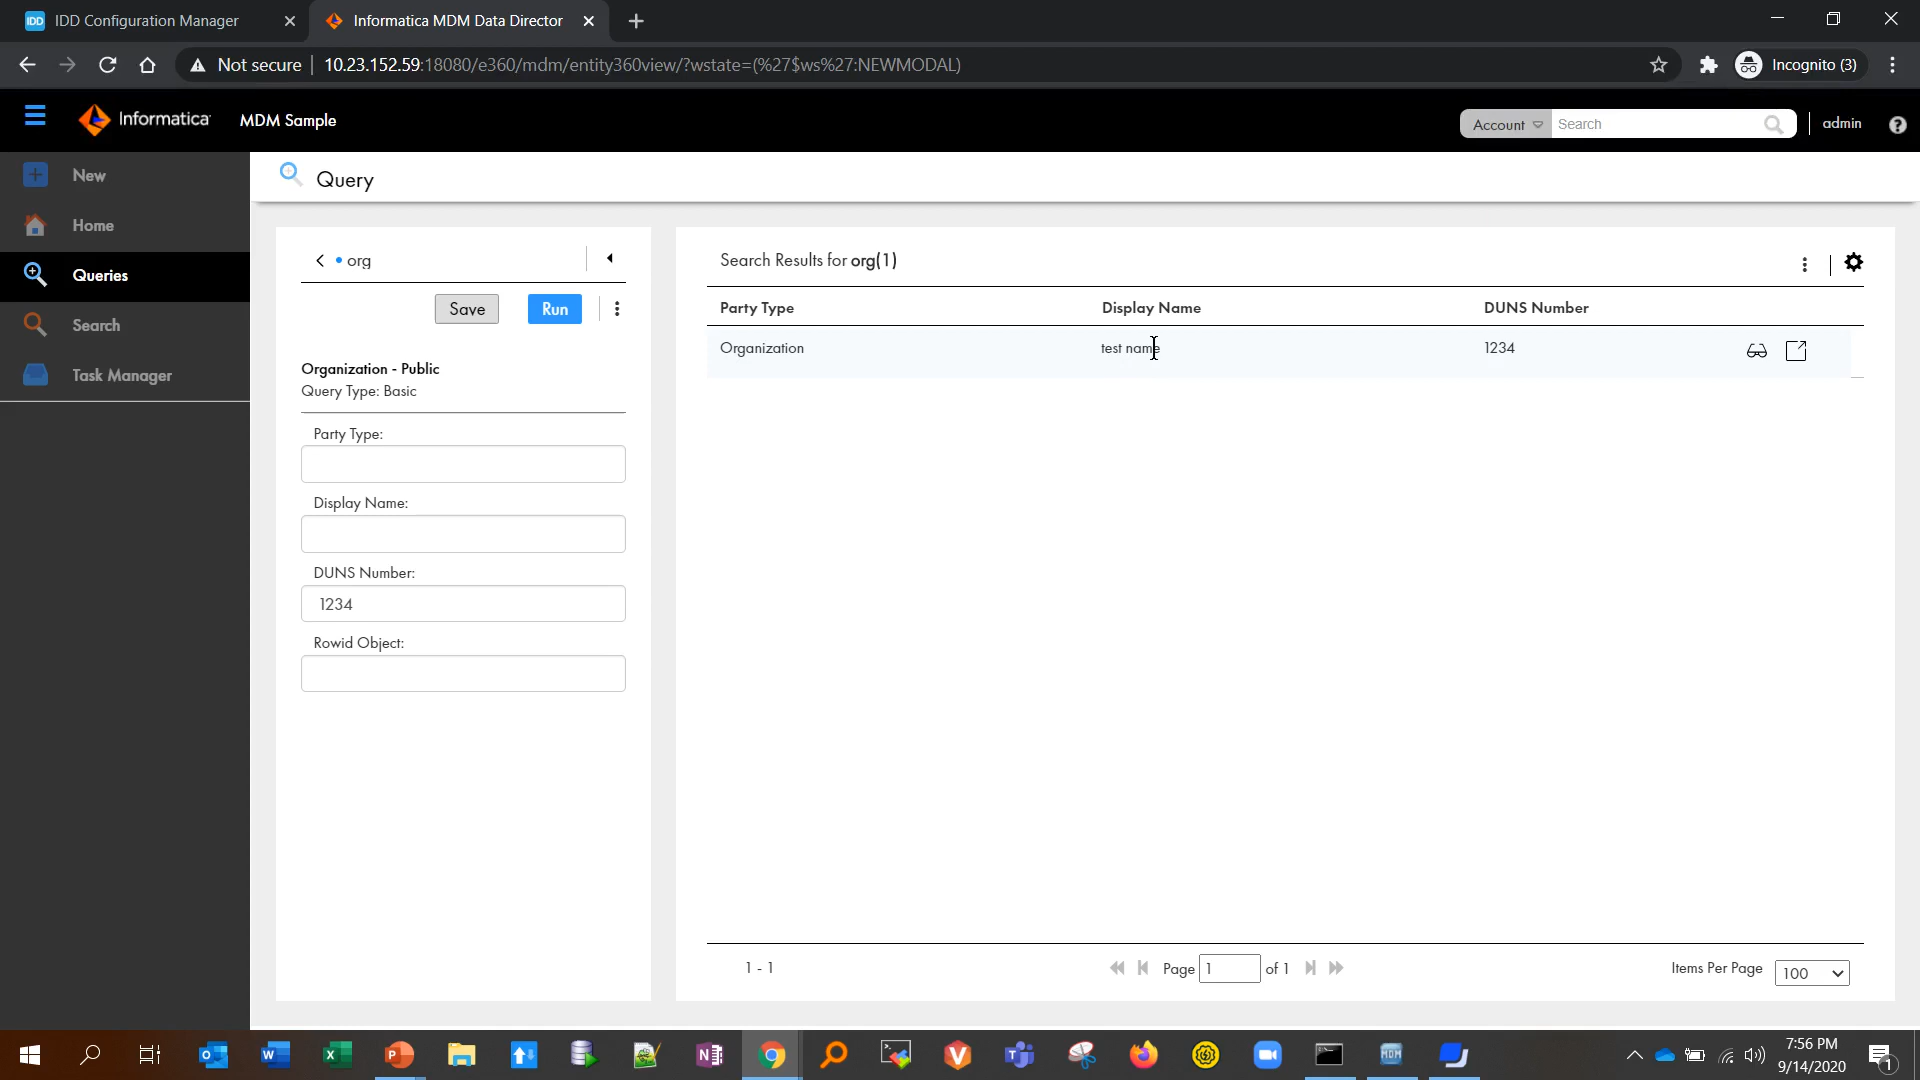 IDD Configuration Manager
Informatica MDM Data Director
Not secure
10.23.152.59:18080/e360/mdm/entity360view/?wstate=(%27$ws%27:NEWMODAL)
Incognito (3)
Informatica
MDM Sample
Account
Search
admin
New
Home
Queries
Search
Task Manager
Query
org
Save
Run
Organization - Public
Query Type: Basic
Party Type:
Display Name:
DUNS Number:
1234
Rowid Object:
Search Results for org(1)
Party Type Display Name DUNS Number
Organization test name 1234
1 - 1
Page 1 of 1
Items Per Page 100
7:56 PM
9/14/2020
1